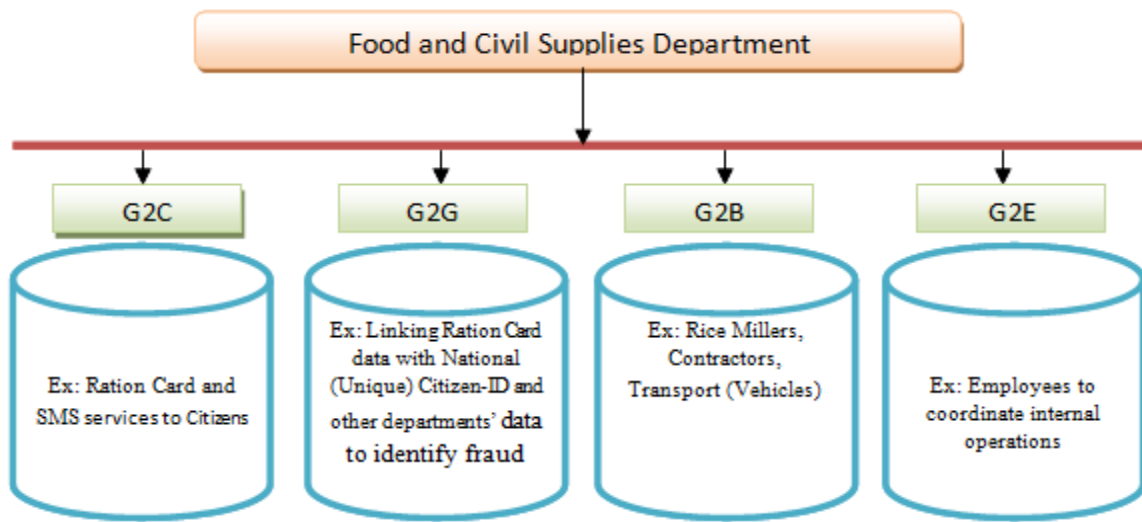 Food and Civil Supplies Department
G2C
G2G
G2B
G2E
Ex: Ration Card and
SMS services to Citizens
Ex: Linking Ration Card
data with National
(Unique) Citizen-ID and
other departments’ data
to identify fraud
Ex: Rice Millers,
Contractors,
Transport (Vehicles)
Ex: Employees to
coordinate internal
operations